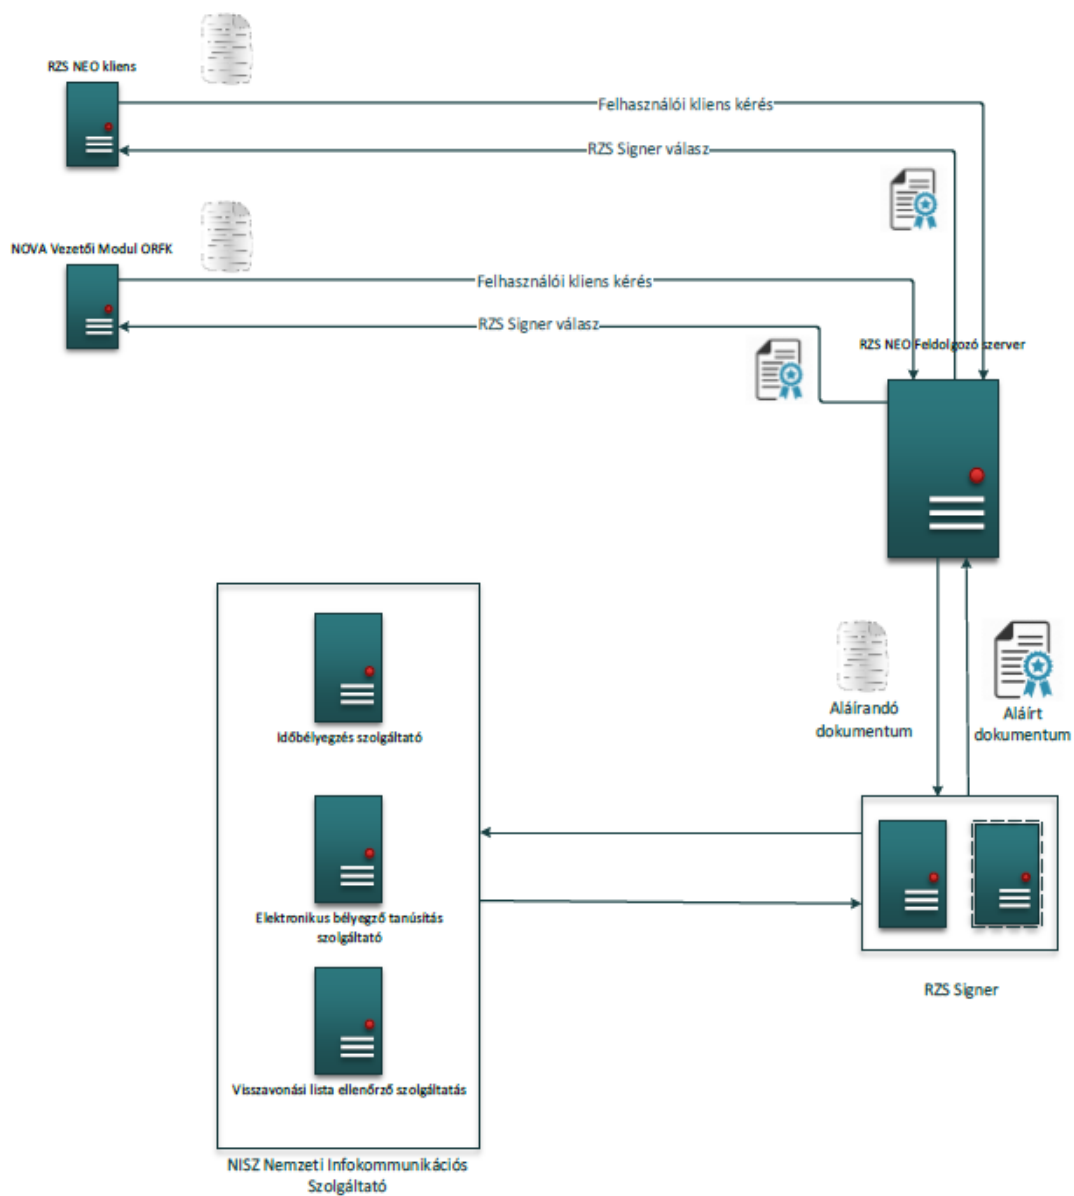 RZS NEO kliens
Felhasználói kliens kérés
RZS Signer válasz
NOVA Vezetői Modul ORFK
Felhasználói kliens kérés
RZS Signer válasz
RZS NEO Feldolgozó szerver
Aláírandó
dokumentum
Aláírt
dokumentum
Időbélyegzés szolgáltató
Elektronikus bélyegző tanúsítás
szolgáltató
RZS Signer
Visszavonási lista ellenőrző szolgáltatás
NISZ Nemzeti Infokommunikációs
Szolgáltató